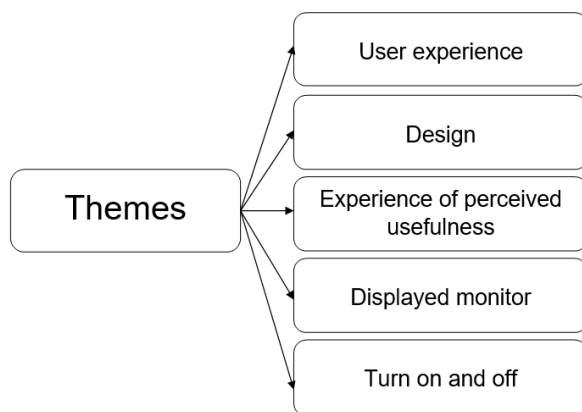 User experience
Design
Themes
Experience of perceived
usefulness
Displayed monitor
Turn on and off